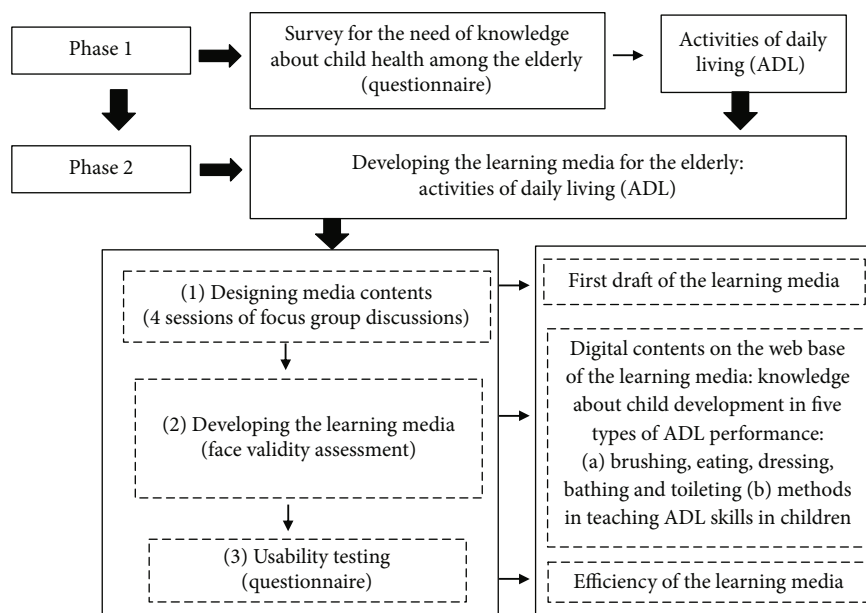 Phase 1
Survey for the need of knowledge
about child health among the elderly
(questionnaire)
Activities of daily
living (ADL)
Phase 2
Developing the learning media for the elderly:
activities of daily living (ADL)
(1) Designing media contents
(4 sessions of focus group discussions)
First draft of the learning media
(2) Developing the learning media
(face validity assessment)
Digital contents on the web base
of the learning media: knowledge
about child development in five
types of ADL performance:
(a) brushing, eating, dressing,
bathing and toileting (b) methods
in teaching ADL skills in children
(3) Usability testing
(questionnaire)
Efficiency of the learning media